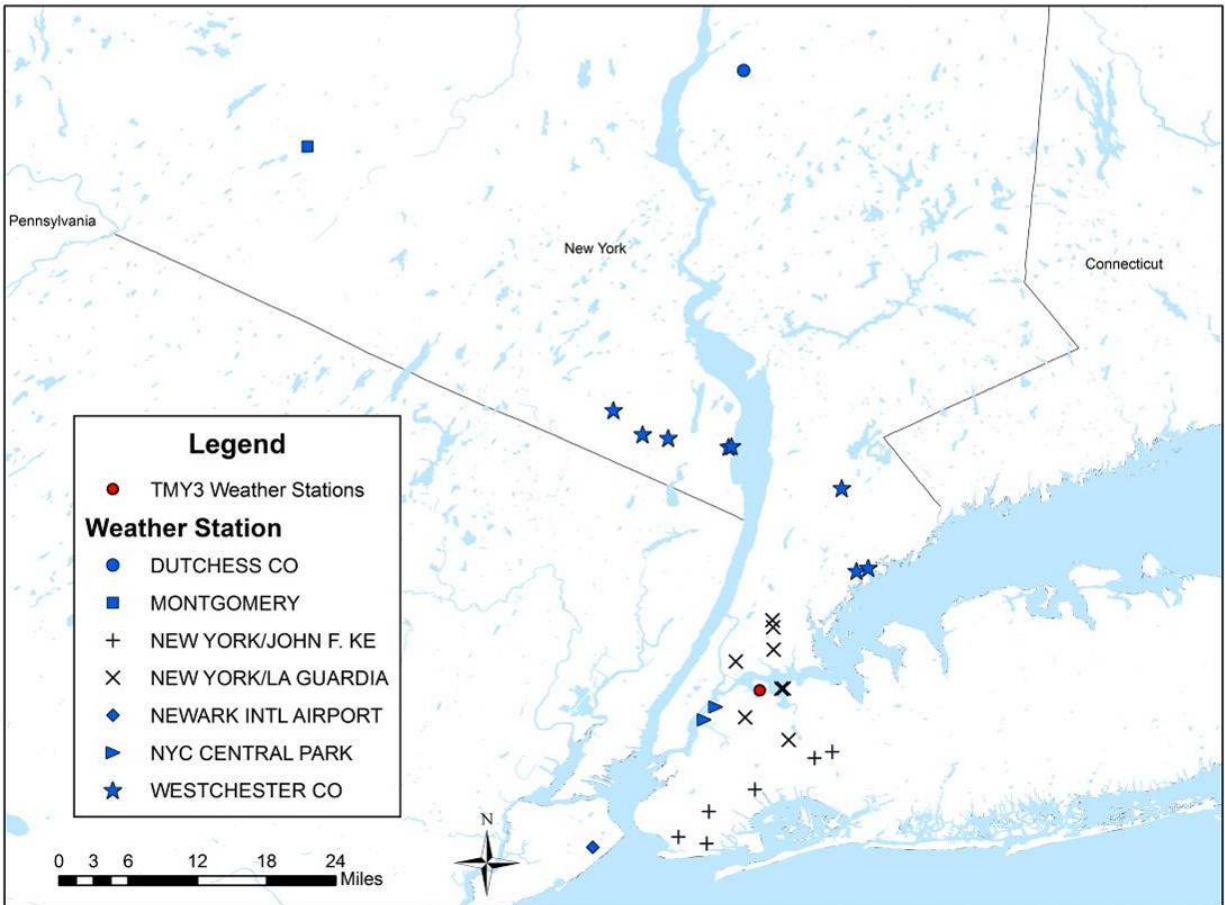 Pennsylvania
New York
Connecticut
Legend
TMY3 Weather Stations
Weather Station
DUTCHESS CO
MONTGOMERY
NEW YORK/JOHN F. KE
NEW YORK/LA GUARDIA
NEWARK INTL AIRPORT
NYC CENTRAL PARK
WESTCHESTER CO
N
0 3 6 12 18 24
Miles